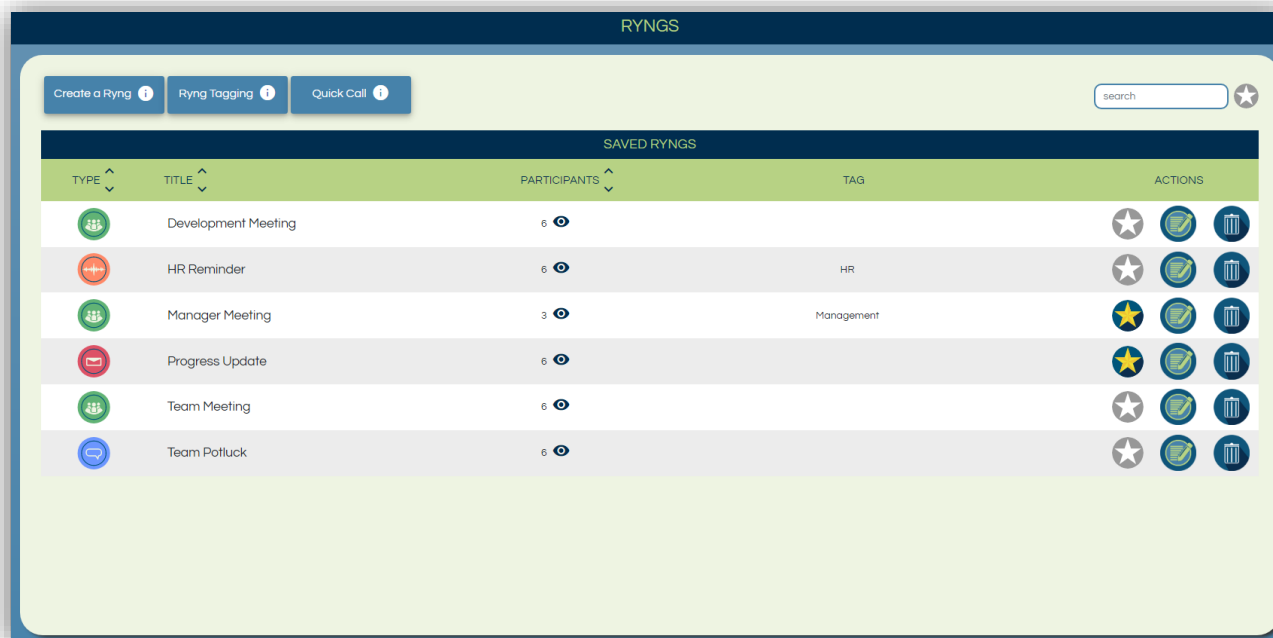 RYNGS
Create a Ryng Ryng Tagging Quick Call search
SAVED RYNGS
TYPE TITLE PARTICIPANTS TAG ACTIONS
Development Meeting 6
HR Reminder 6 HR
Manager Meeting 3 Management
Progress Update 6
Team Meeting 6
Team Potluck 6